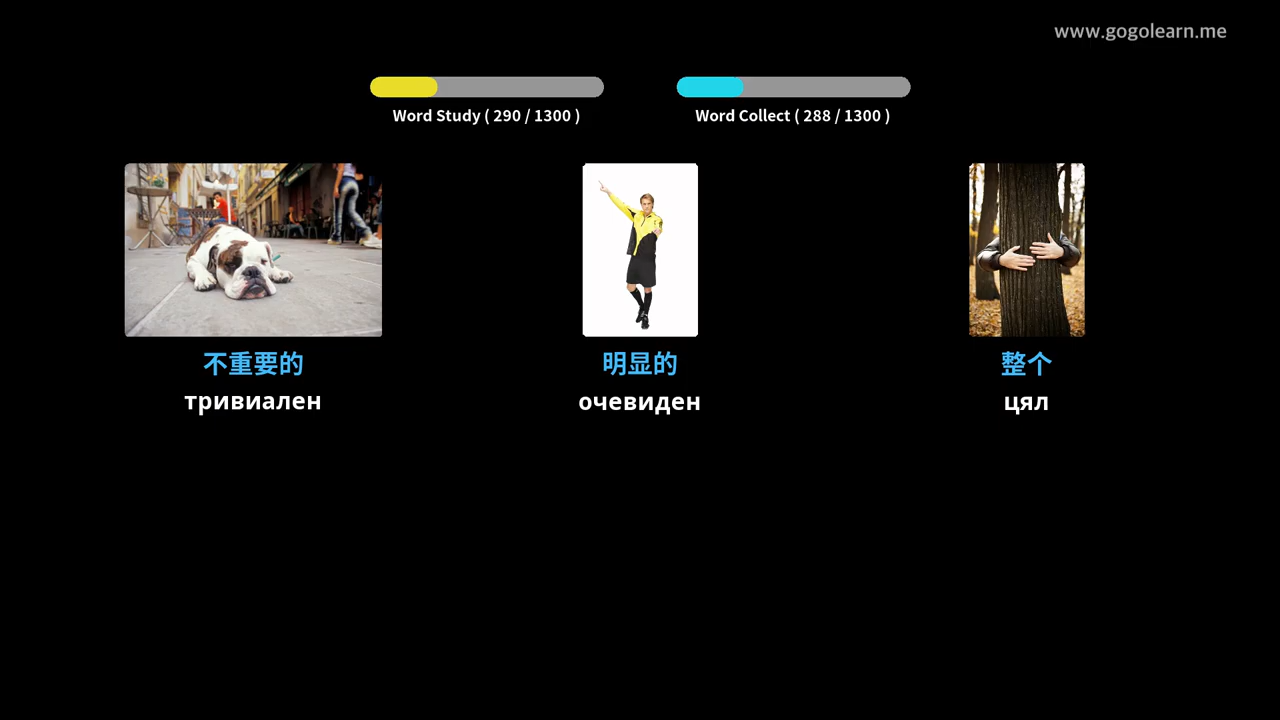 www.gogolearn.me
Word Study ( 290 / 1300 )
Word Collect ( 288 / 1300 )
不重要的
тривиален
明显的
очевиден
整个
цял